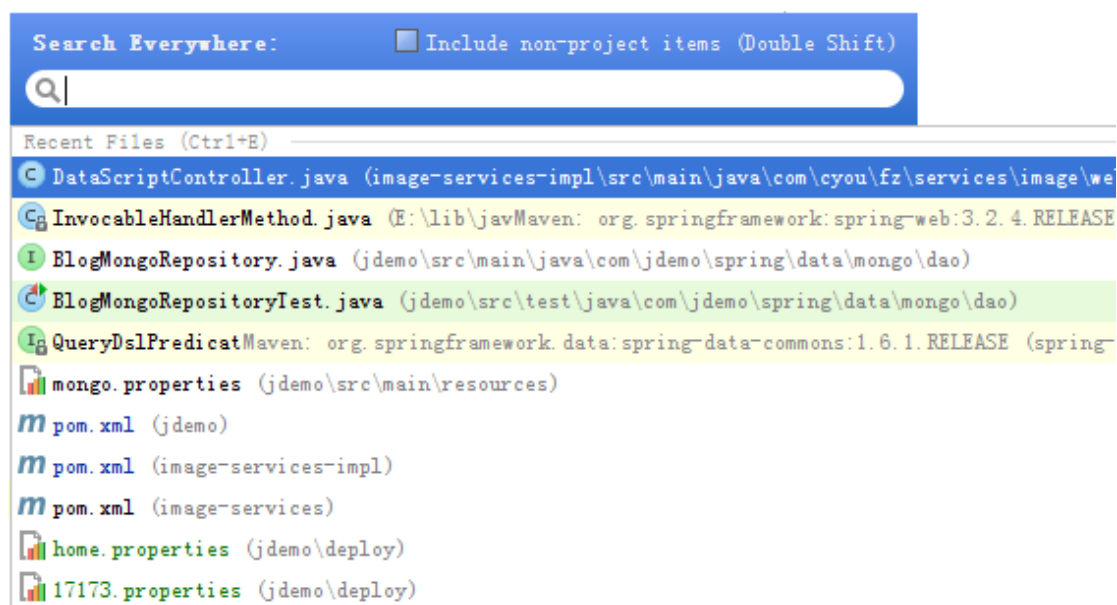 Search Everywhere: Include non-project items (Double Shift)
Recent Files (Ctrl+E)
DataScriptController.java (image-services-impl\src\main\java\com\cyou\fz\services\image\we
InvocableHandlerMethod.java (E:\lib\javMaven: org.springframework:spring-web:3.2.4.RELEASE
BlogMongoRepository.java (jdemo\src\main\java\com\jdemo\spring\data\mongo\dao)
BlogMongoRepositoryTest.java (jdemo\src\test\java\com\jdemo\spring\data\mongo\dao)
QueryDslPredicatMaven: org.springframework.data:spring-data-commons:1.6.1.RELEASE (spring-
mongo.properties (jdemo\src\main\resources)
pom.xml (jdemo)
pom.xml (image-services-impl)
pom.xml (image-services)
home.properties (jdemo\deploy)
17173.properties (jdemo\deploy)